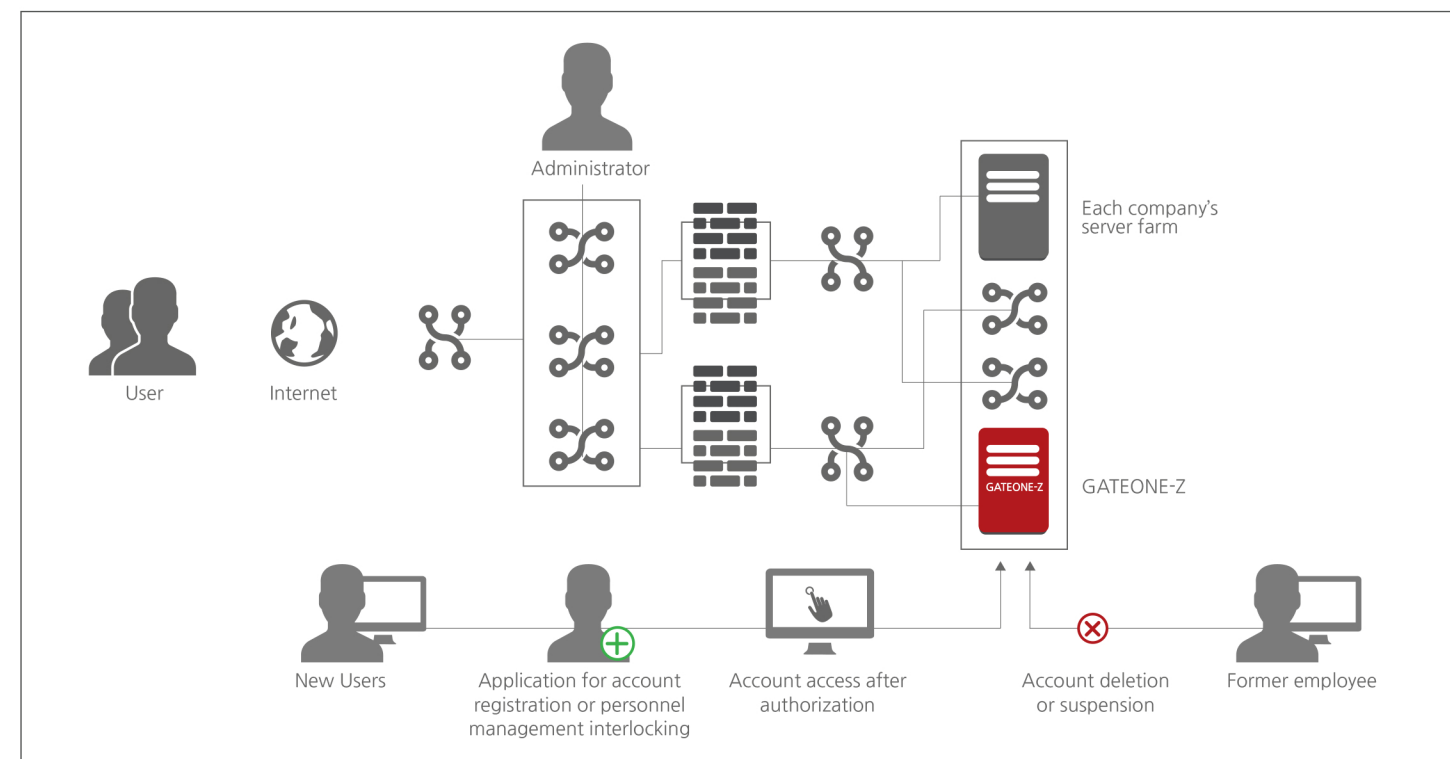 Administrator
Each company's
server farm
User
Internet
GATEONE-Z
GATEONE-Z
New Users
Application for account
registration or personnel
management interlocking
Account access after
authorization
Account deletion
or suspension
Former employee